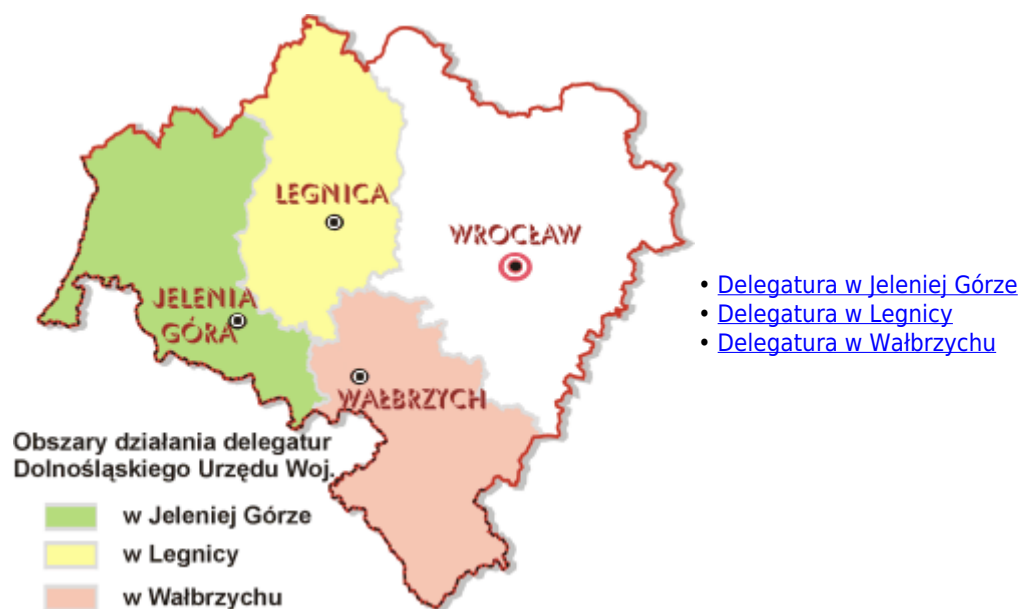 LEGNICA
WROCŁAW
JELENIA
GÓRA
WAŁBRZYCH
• Delegatura w Jeleniej Górze
• Delegatura w Legnicy
• Delegatura w Wałbrzychu
Obszary działania delegatur
Dolnośląskiego Urzędu Woj.
w Jeleniej Górze
w Legnicy
w Wałbrzychu